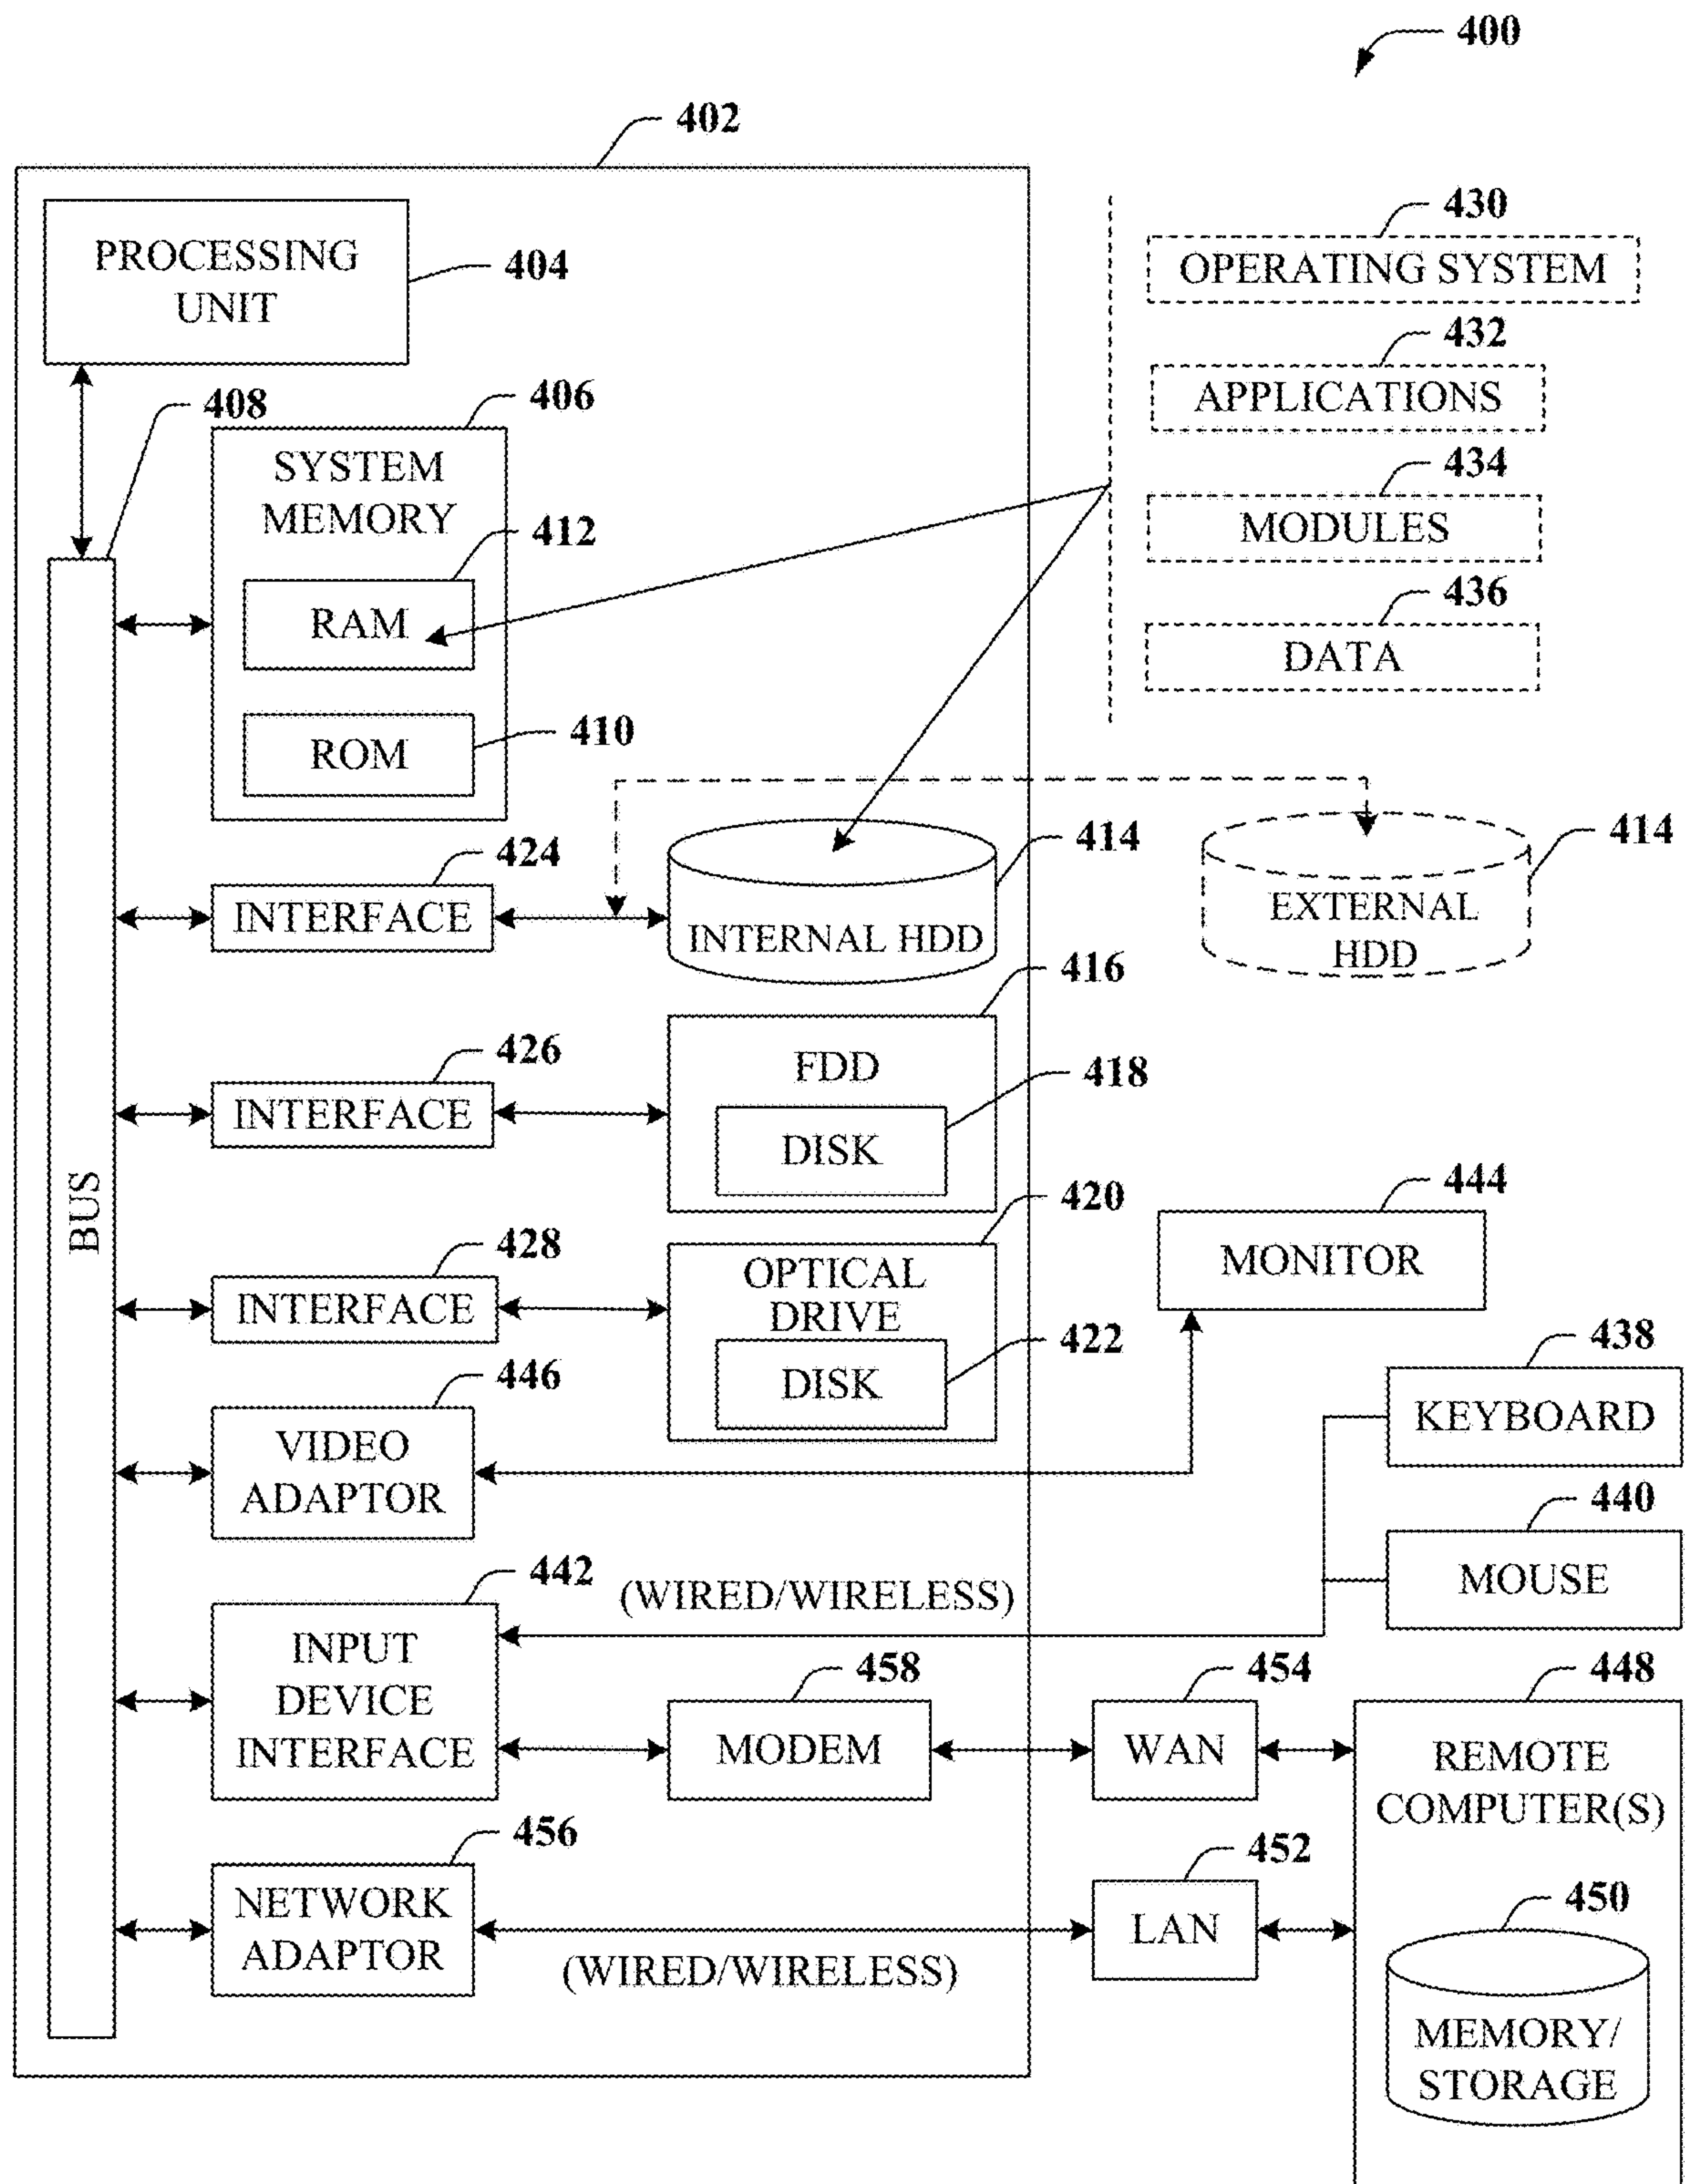 400
402
PROCESSING
UNIT
404
430
OPERATING SYSTEM
432
APPLICATIONS
434
MODULES
436
DATA
408
406
SYSTEM
MEMORY
412
RAM
410
ROM
BUS
424
INTERFACE
414
INTERNAL HDD
414
EXTERNAL
HDD
426
INTERFACE
416
FDD
418
DISK
428
INTERFACE
420
OPTICAL
DRIVE
422
DISK
444
MONITOR
446
VIDEO
ADAPTOR
438
KEYBOARD
440
MOUSE
442
(WIRED/WIRELESS)
INPUT
DEVICE
INTERFACE
458
MODEM
454
WAN
448
REMOTE
COMPUTER(S)
456
NETWORK
ADAPTOR
(WIRED/WIRELESS)
452
LAN
450
MEMORY/
STORAGE